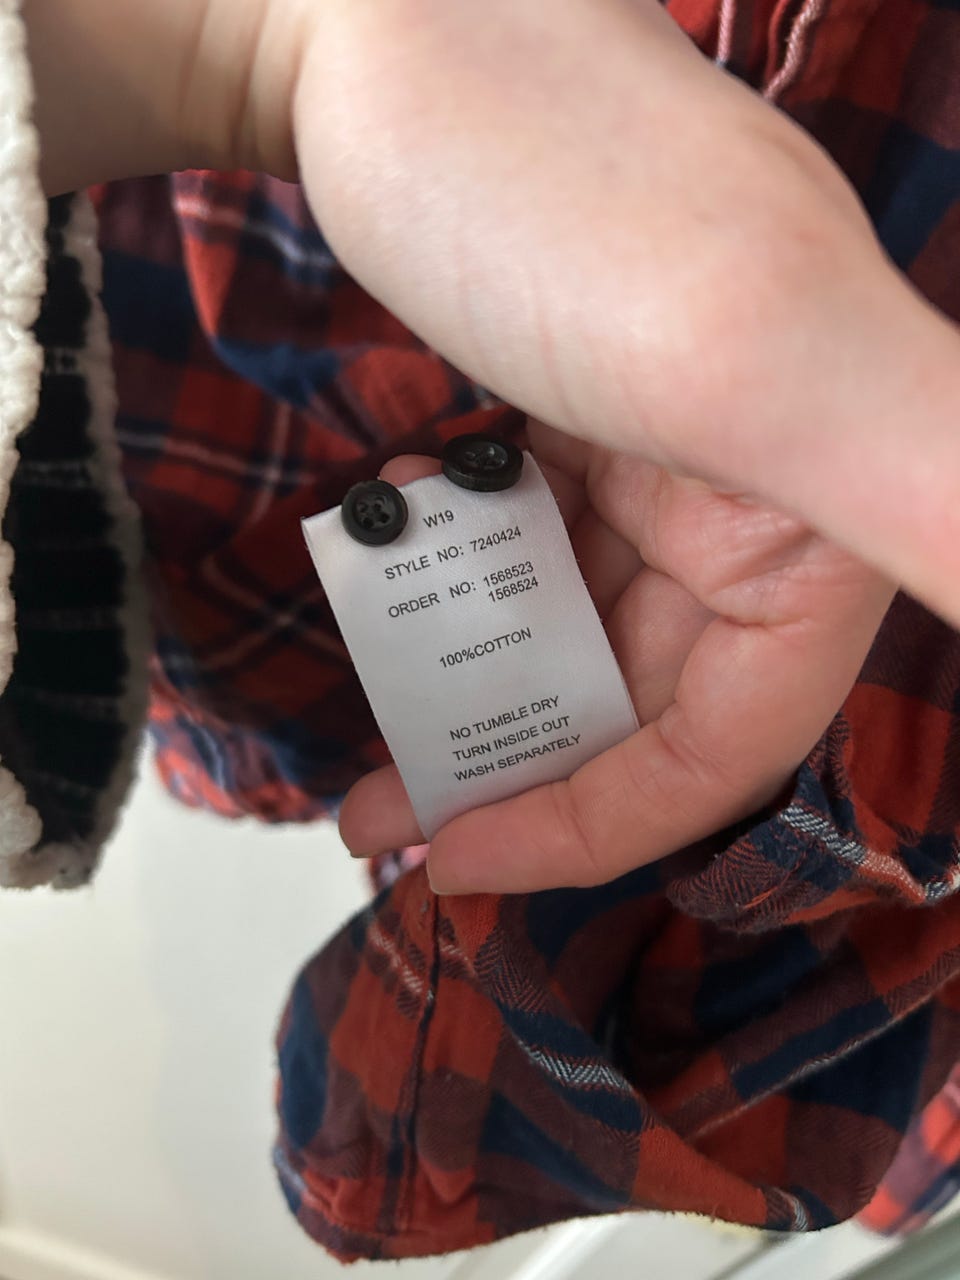 W19
STYLE NO: 7240424
ORDER NO: 1568523
1568524
100%COTTON
NO TUMBLE DRY
TURN INSIDE OUT
WASH SEPARATELY